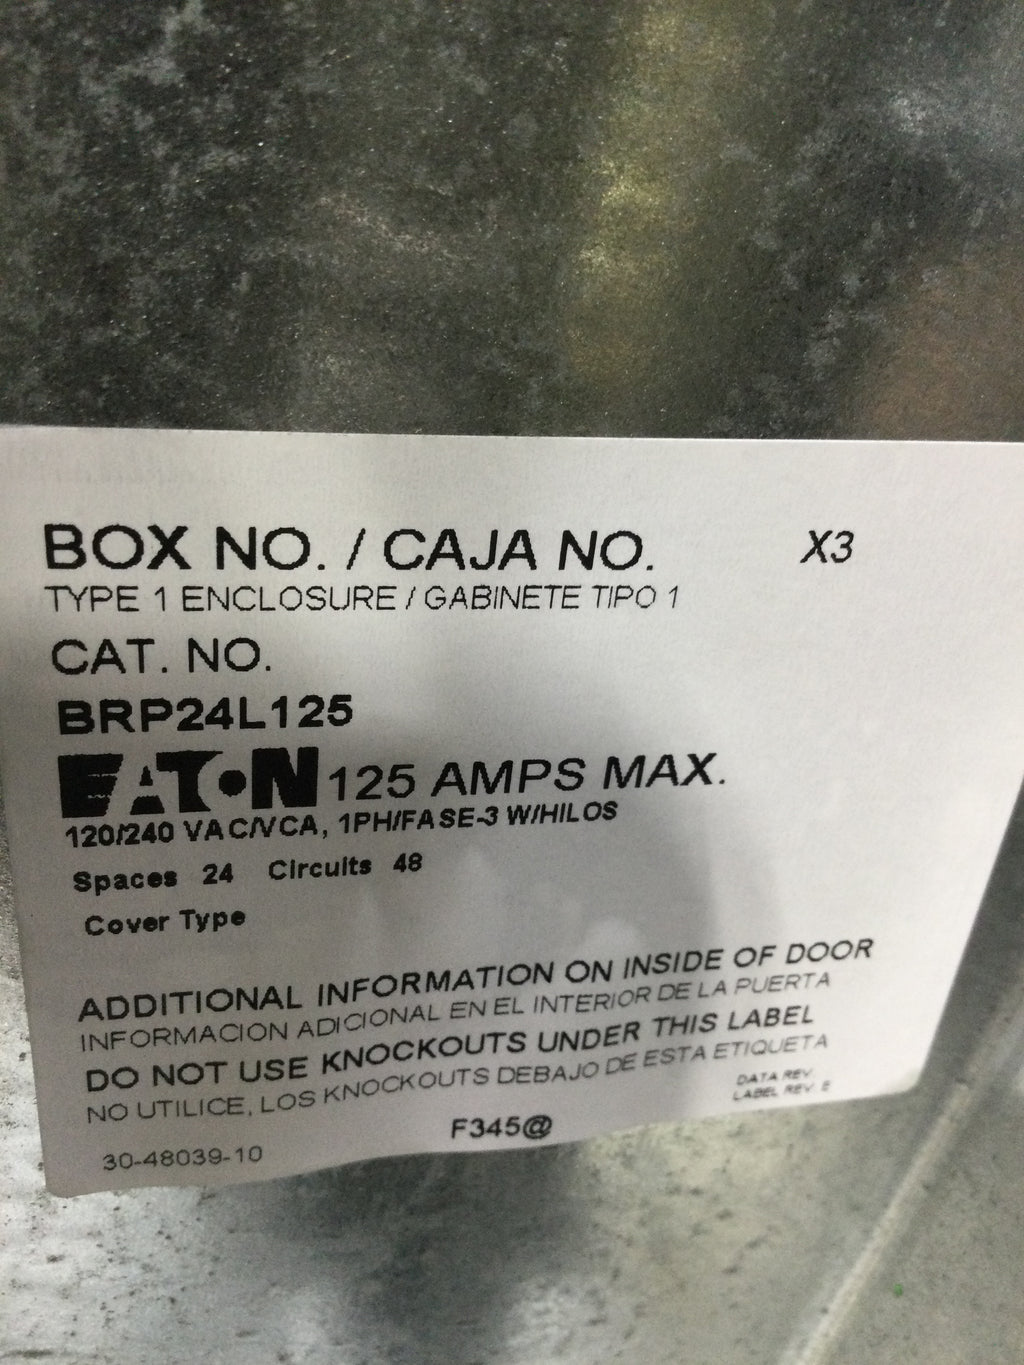 BOX NO. / CAJA NO. X3
TYPE 1 ENCLOSURE / GABINETE TIPO 1
CAT. NO.
BRP24L125
EATON 125 AMPS MAX.
120/240 VAC/VCA, 1PH/FASE-3 W/HILOS
Spaces 24 Circuits 48
Cover Type
ADDITIONAL INFORMATION ON INSIDE OF DOOR
INFORMACION ADICIONAL EN EL INTERIOR DE LA PUERTA
DO NOT USE KNOCKOUTS UNDER THIS LABEL
NO UTILICE, LOS KNOCKOUTS DEBAJO DE ESTA ETIQUETA
DATA REV.
LABEL REV. E
F345@
30-48039-10